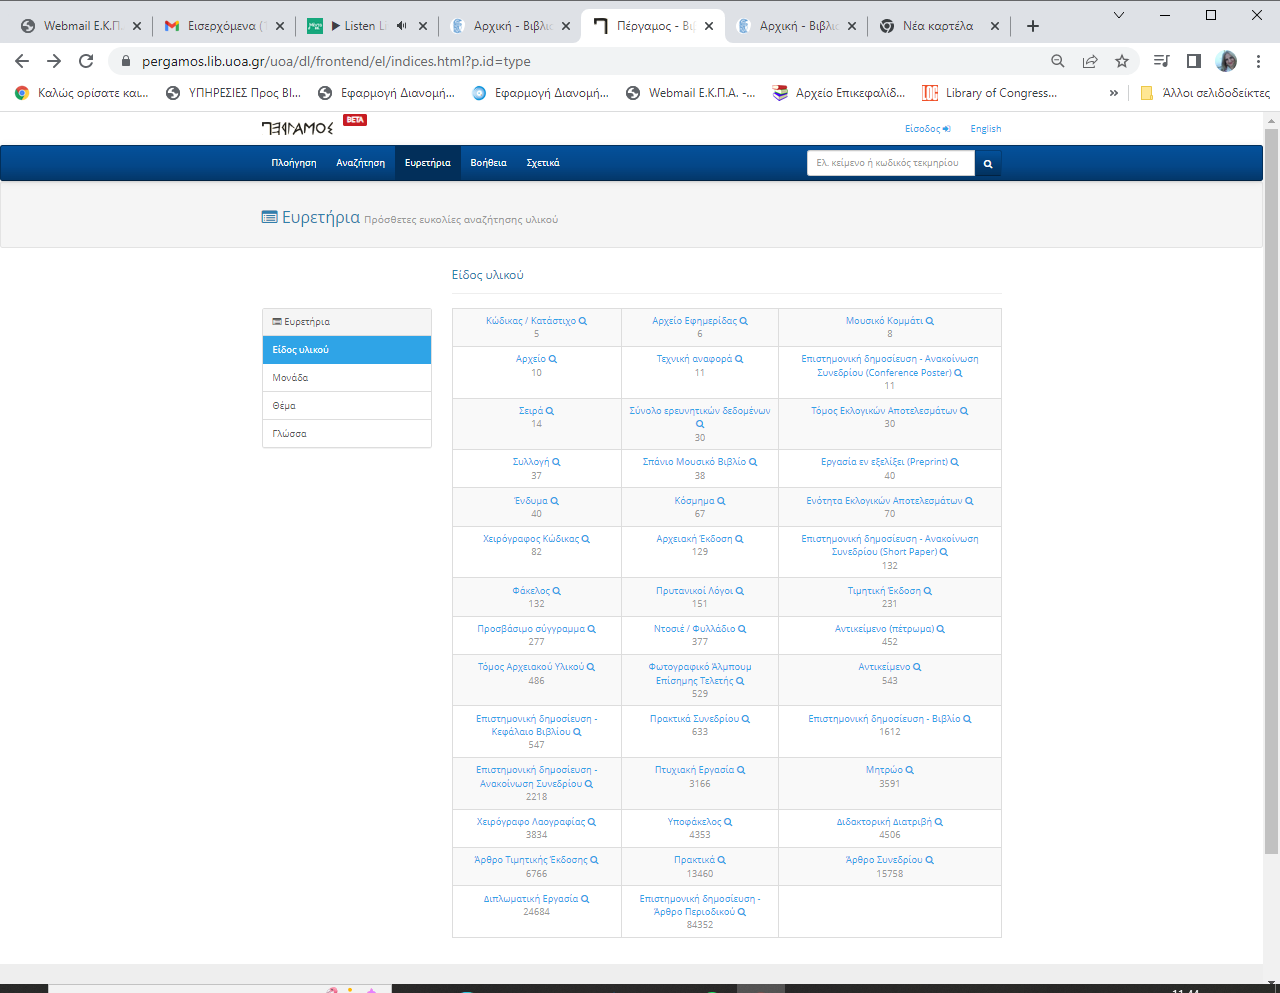 Webmail Ε.Κ.Π.
Εισερχόμενα (
Listen Li
Αρχική - Βιβλιο
Πέργαμος - Βι
Αρχική - Βιβλιο
Νέα καρτέλα
pergamos.lib.uoa.gr/uoa/dl/frontend/el/indices.html?p.id=type
Καλώς ορίσατε και...
ΥΠΗΡΕΣΙΕΣ Προς ΒΙ...
Εφαρμογή Διανομή...
Εφαρμογή Διανομή...
Webmail Ε.Κ.Π.Α. -...
Αρχείο Επικεφαλίδ...
Library of Congress...
»
Άλλοι σελιδοδείκτες
ΠΕΡΓΑΜΟΣ BETA
Είσοδος English
Πλοήγηση Αναζήτηση Ευρετήρια Βοήθεια Σχετικά
Ελ. κείμενο ή κωδικός τεκμηρίου
Ευρετήρια Πρόσθετες ευκολίες αναζήτησης υλικού
Είδος υλικού
Ευρετήρια
Είδος υλικού
Μονάδα
Θέμα
Γλώσσα
Κώδικας / Κατάστιχο
5
Αρχείο Εφημερίδας
6
Μουσικό Κομμάτι
8
Αρχείο
10
Τεχνική αναφορά
11
Επιστημονική δημοσίευση - Ανακοίνωση
Συνεδρίου (Conference Poster)
11
Σειρά
14
Σύνολο ερευνητικών δεδομένων
30
Τόμος Εκλογικών Αποτελεσμάτων
30
Συλλογή
37
Σπάνιο Μουσικό Βιβλίο
38
Εργασία εν εξελίξει (Preprint)
40
Ένδυμα
40
Κόσμημα
67
Ενότητα Εκλογικών Αποτελεσμάτων
70
Χειρόγραφος Κώδικας
82
Αρχειακή Έκδοση
129
Επιστημονική δημοσίευση - Ανακοίνωση
Συνεδρίου (Short Paper)
132
Φάκελος
132
Πρυτανικοί Λόγοι
151
Τιμητική Έκδοση
231
Προσβάσιμο σύγγραμμα
277
Ντοσιέ / Φυλλάδιο
377
Αντικείμενο (πέτρωμα)
452
Τόμος Αρχειακού Υλικού
486
Φωτογραφικό Άλμπουμ
Επίσημης Τελετής
529
Αντικείμενο
543
Επιστημονική δημοσίευση -
Κεφάλαιο Βιβλίου
547
Πρακτικά Συνεδρίου
633
Επιστημονική δημοσίευση - Βιβλίο
1612
Επιστημονική δημοσίευση -
Ανακοίνωση Συνεδρίου
2218
Πτυχιακή Εργασία
3166
Μητρώο
3591
Χειρόγραφο Λαογραφίας
3834
Υποφάκελος
4353
Διδακτορική Διατριβή
4506
Άρθρο Τιμητικής Έκδοσης
6766
Πρακτικά
13460
Άρθρο Συνεδρίου
15758
Διπλωματική Εργασία
24684
Επιστημονική δημοσίευση -
Άρθρο Περιοδικού
84352